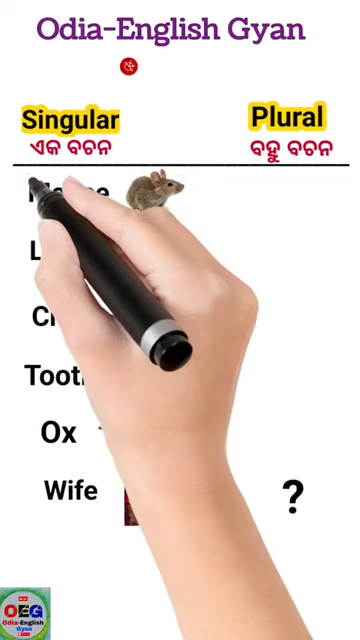 Odia-English Gyan
Singular Plural
ଏକ ବଚନ ବହୁ ବଚନ
Ox
Wife ?
OEG
Odia-English
Gyan